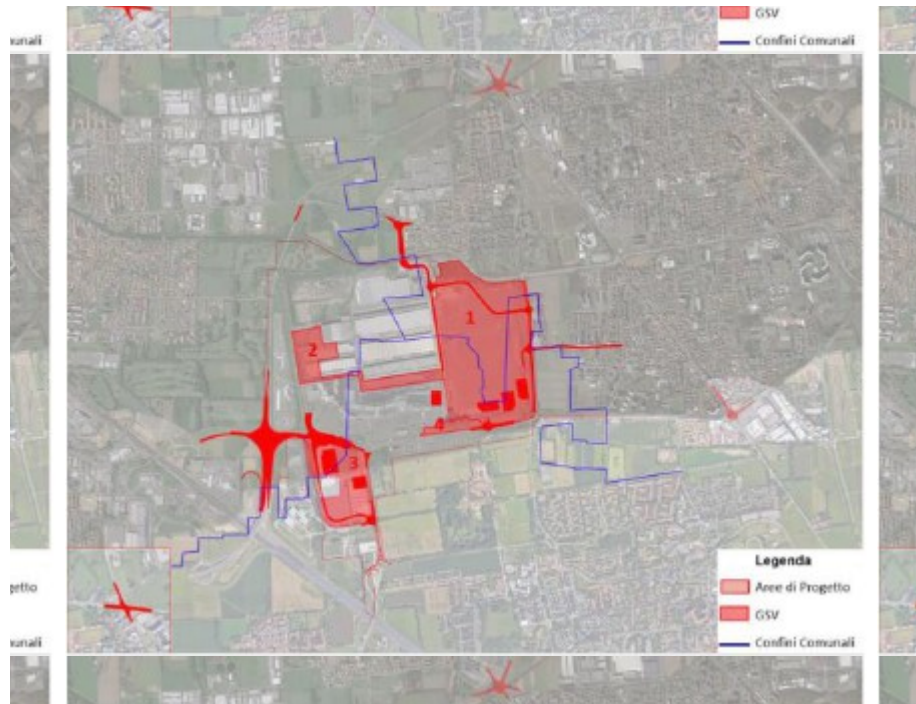 GSV
unali
Confini Comunali
1
2
4
3
Legenda
getto
Aree di Progetto
GSV
unali
Confini Comunali